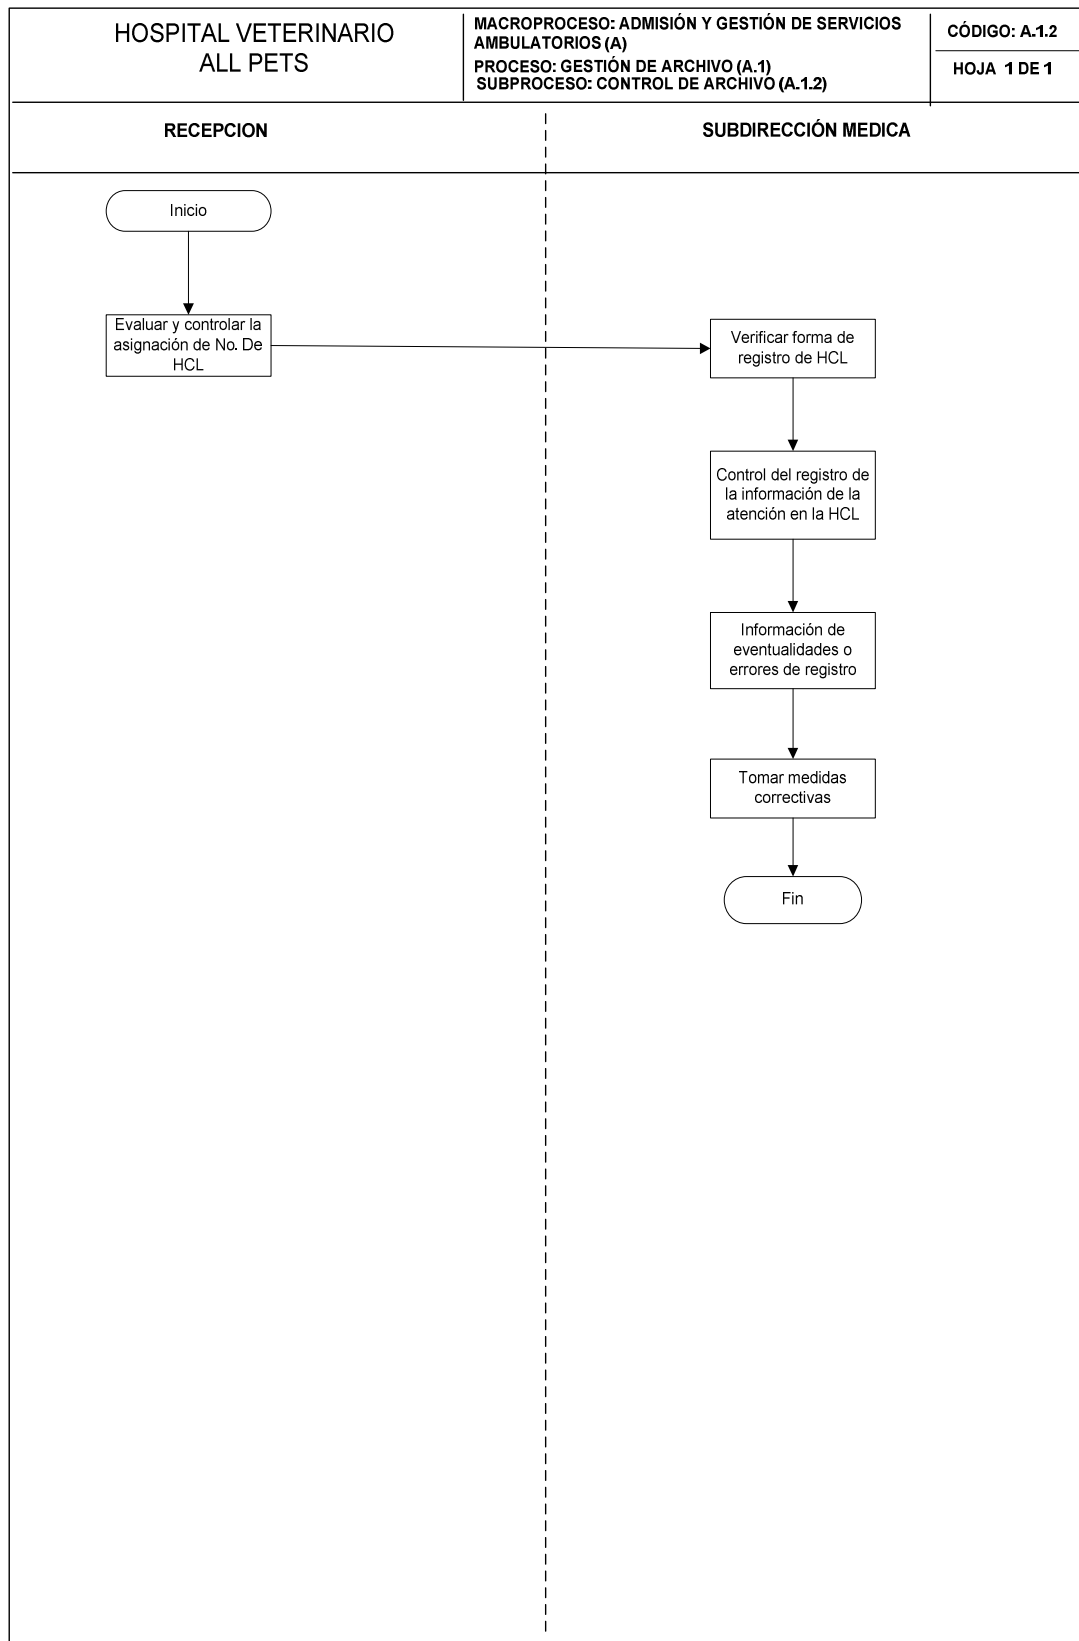 HOSPITAL VETERINARIO
ALL PETS
MACROPROCESO: ADMISIÓN Y GESTIÓN DE SERVICIOS
AMBULATORIOS (A)
PROCESO: GESTIÓN DE ARCHIVO (A.1)
SUBPROCESO: CONTROL DE ARCHIVO (A.1.2)
CÓDIGO: A.1.2
HOJA 1 DE 1
RECEPCION
SUBDIRECCIÓN MEDICA
Inicio
Evaluar y controlar la
asignación de No. De
HCL
Verificar forma de
registro de HCL
Control del registro de
la información de la
atención en la HCL
Información de
eventualidades o
errores de registro
Tomar medidas
correctivas
Fin